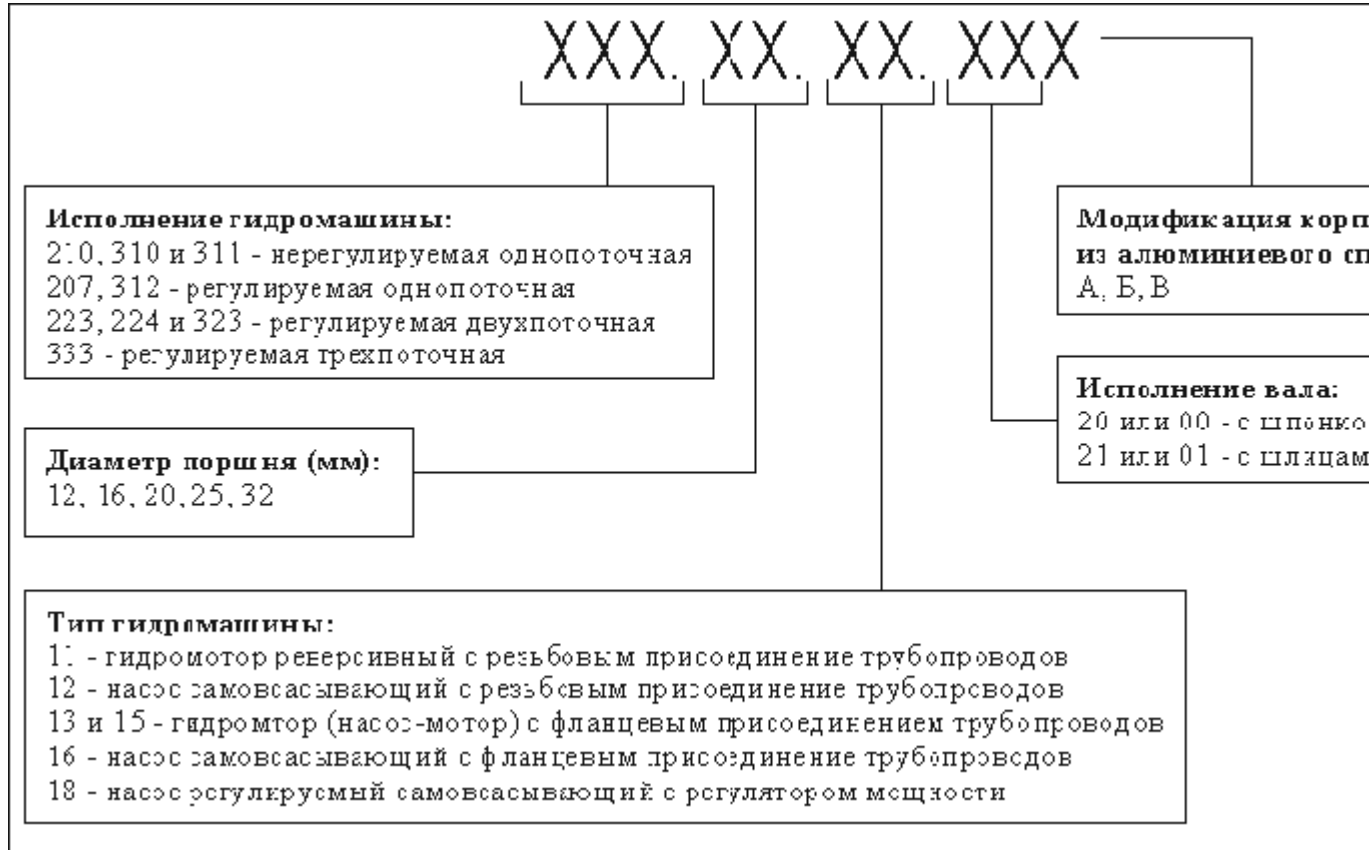 XXX. XX. XX. XXX
Исполнение гидромашины:
210, 310 и 311 - нерегулируемая однопоточная
207, 312 - регулируемая однопоточная
223, 224 и 323 - регулируемая двухпоточная
333 - регулируемая трехпоточная
Модификация корп
из алюминиевого сп
А, Б, В
Исполнение вала:
20 или 00 - с шпонко
21 или 01 - с шлицам
Диаметр поршня (мм):
12, 16, 20, 25, 32
Тип гидромашины:
11 - гидромотор реверсивный с резьбовым присоединение трубопроводов
12 - насос самовсасывающий с резьбовым присоединение трубопроводов
13 и 15 - гидромтор (насос-мотор) с фланцевым присоединением трубопроводов
16 - насос самовсасывающий с фланцевым присоединение трубопроводов
18 - насос регулируемый самовсасывающий с регулятором мощности